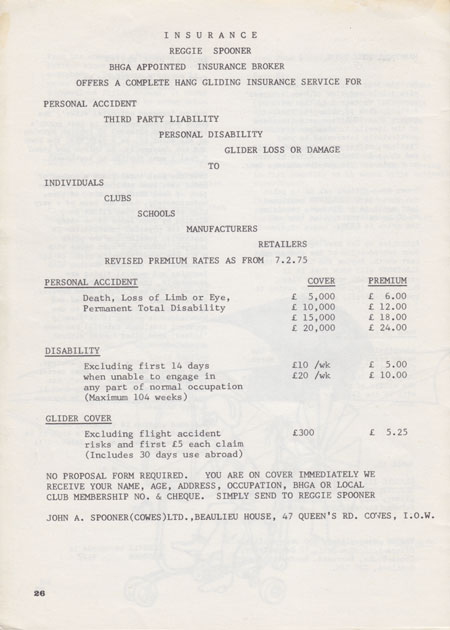 I N S U R A N C E
REGGIE SPOONER
BHGA APPOINTED INSURANCE BROKER
OFFERS A COMPLETE HANG GLIDING INSURANCE SERVICE FOR
PERSONAL ACCIDENT
THIRD PARTY LIABILITY
PERSONAL DISABILITY
GLIDER LOSS OR DAMAGE
TO
INDIVIDUALS
CLUBS
SCHOOLS
MANUFACTURERS
RETAILERS
REVISED PREMIUM RATES AS FROM 7.2.75
PERSONAL ACCIDENT COVER PREMIUM
Death, Loss of Limb or Eye, £ 5,000 £ 6.00
Permanent Total Disability £ 10,000 £ 12.00
£ 15,000 £ 18.00
£ 20,000 £ 24.00
DISABILITY
Excluding first 14 days £10 /wk £ 5.00
when unable to engage in £20 /wk £ 10.00
any part of normal occupation
(Maximum 104 weeks)
GLIDER COVER
Excluding flight accident £300 £ 5.25
risks and first £5 each claim
(Includes 30 days use abroad)
NO PROPOSAL FORM REQUIRED. YOU ARE ON COVER IMMEDIATELY WE
RECEIVE YOUR NAME, AGE, ADDRESS, OCCUPATION, BHGA OR LOCAL
CLUB MEMBERSHIP NO. & CHEQUE. SIMPLY SEND TO REGGIE SPOONER
JOHN A. SPOONER(COWES)LTD.,BEAULIEU HOUSE, 47 QUEEN'S RD. COWES, I.O.W.
26